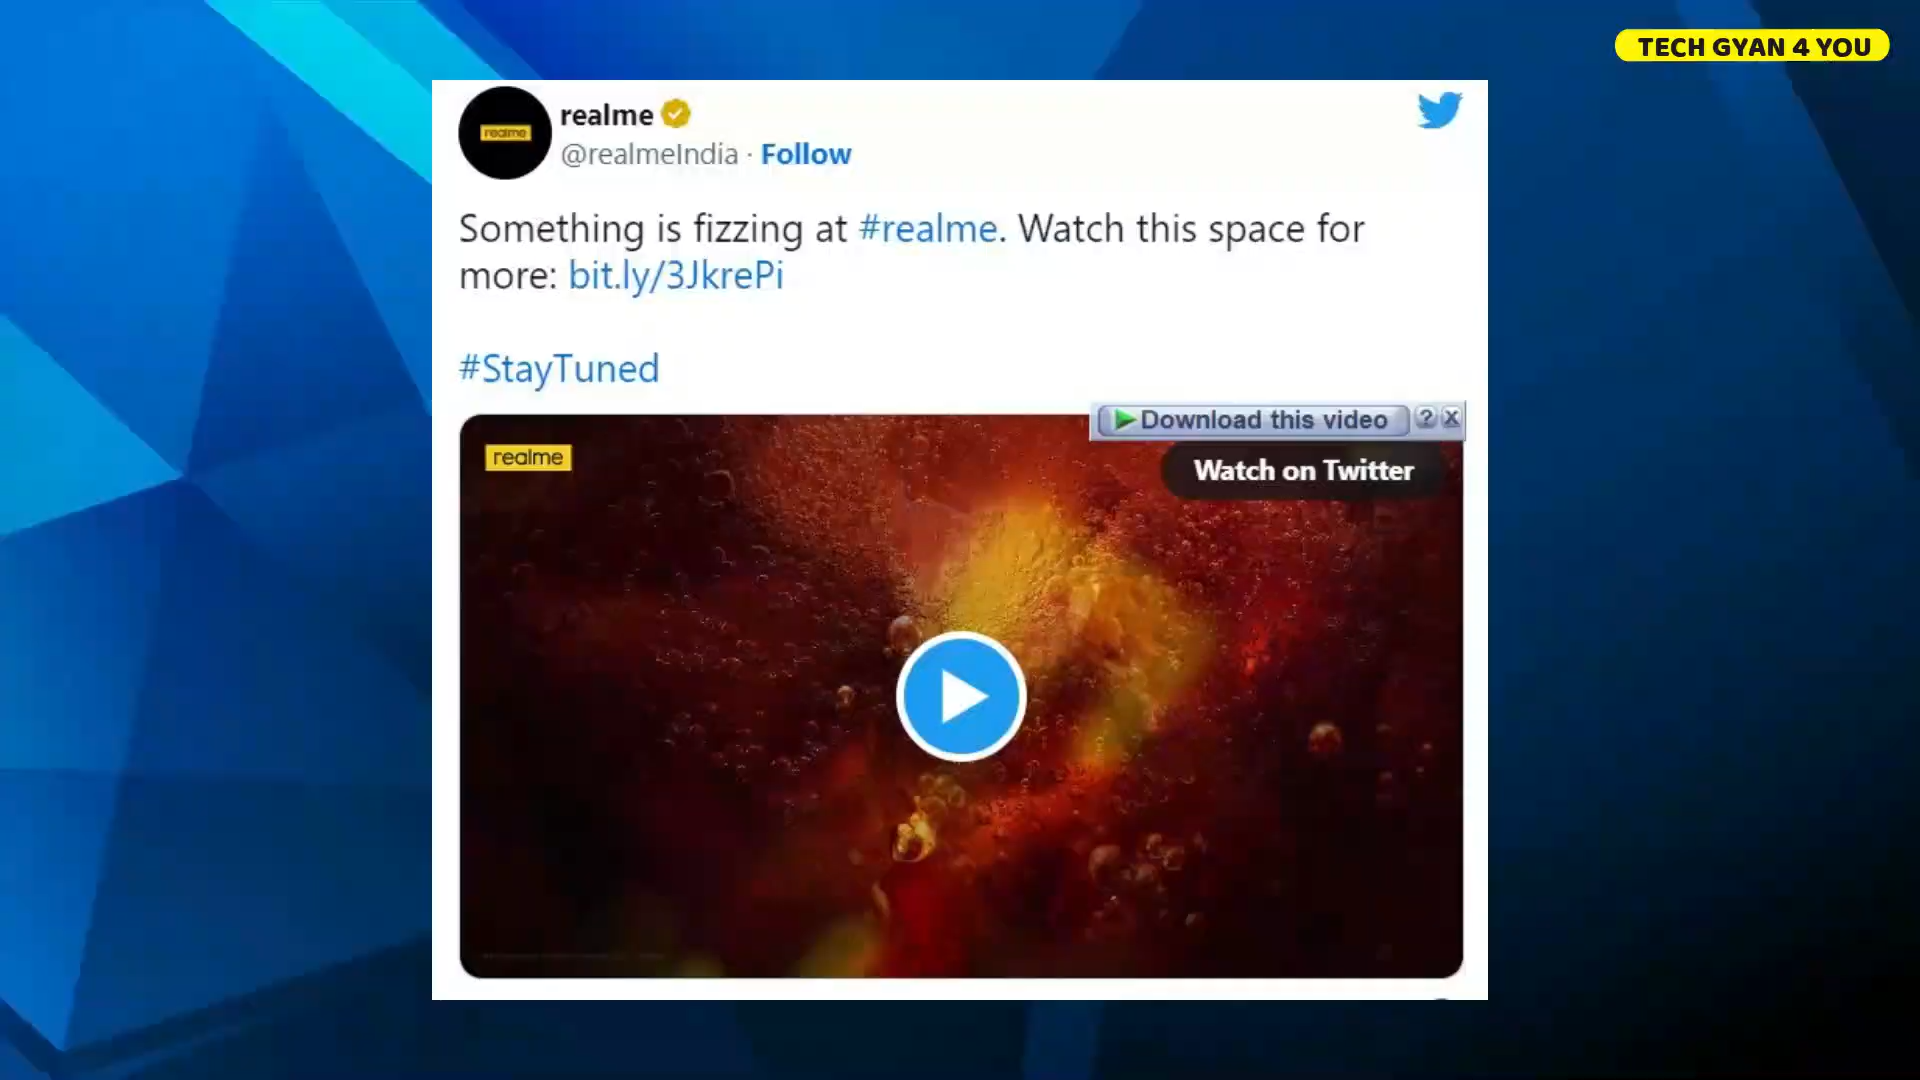 TECH GYAN 4 YOU
realme
realme
@realmeIndia · Follow
Something is fizzing at #realme. Watch this space for
more: bit.ly/3JkrePi
#StayTuned
Download this video ? X
realme
Watch on Twitter